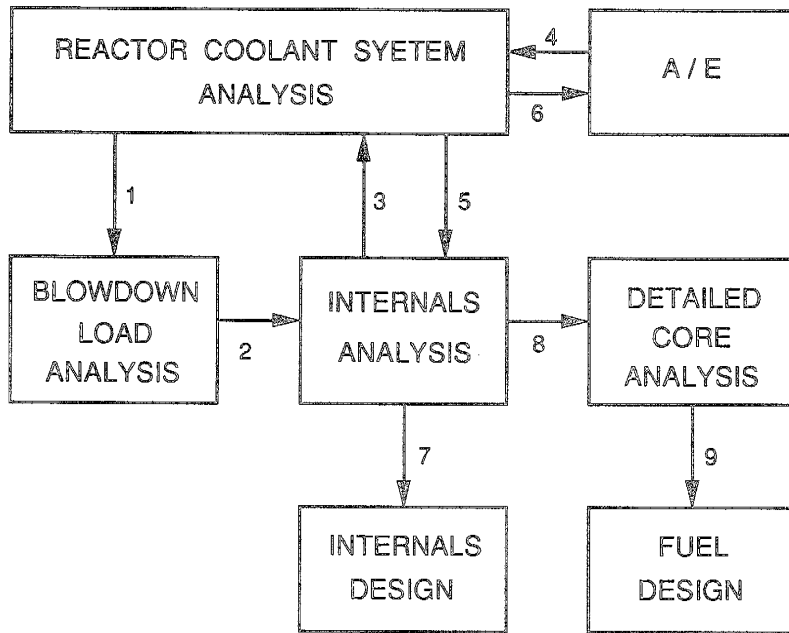 REACTOR COOLANT SYETEM
ANALYSIS
4
A / E
6
1
3
5
BLOWDOWN
LOAD
ANALYSIS
2
INTERNALS
ANALYSIS
8
DETAILED
CORE
ANALYSIS
7
9
INTERNALS
DESIGN
FUEL
DESIGN